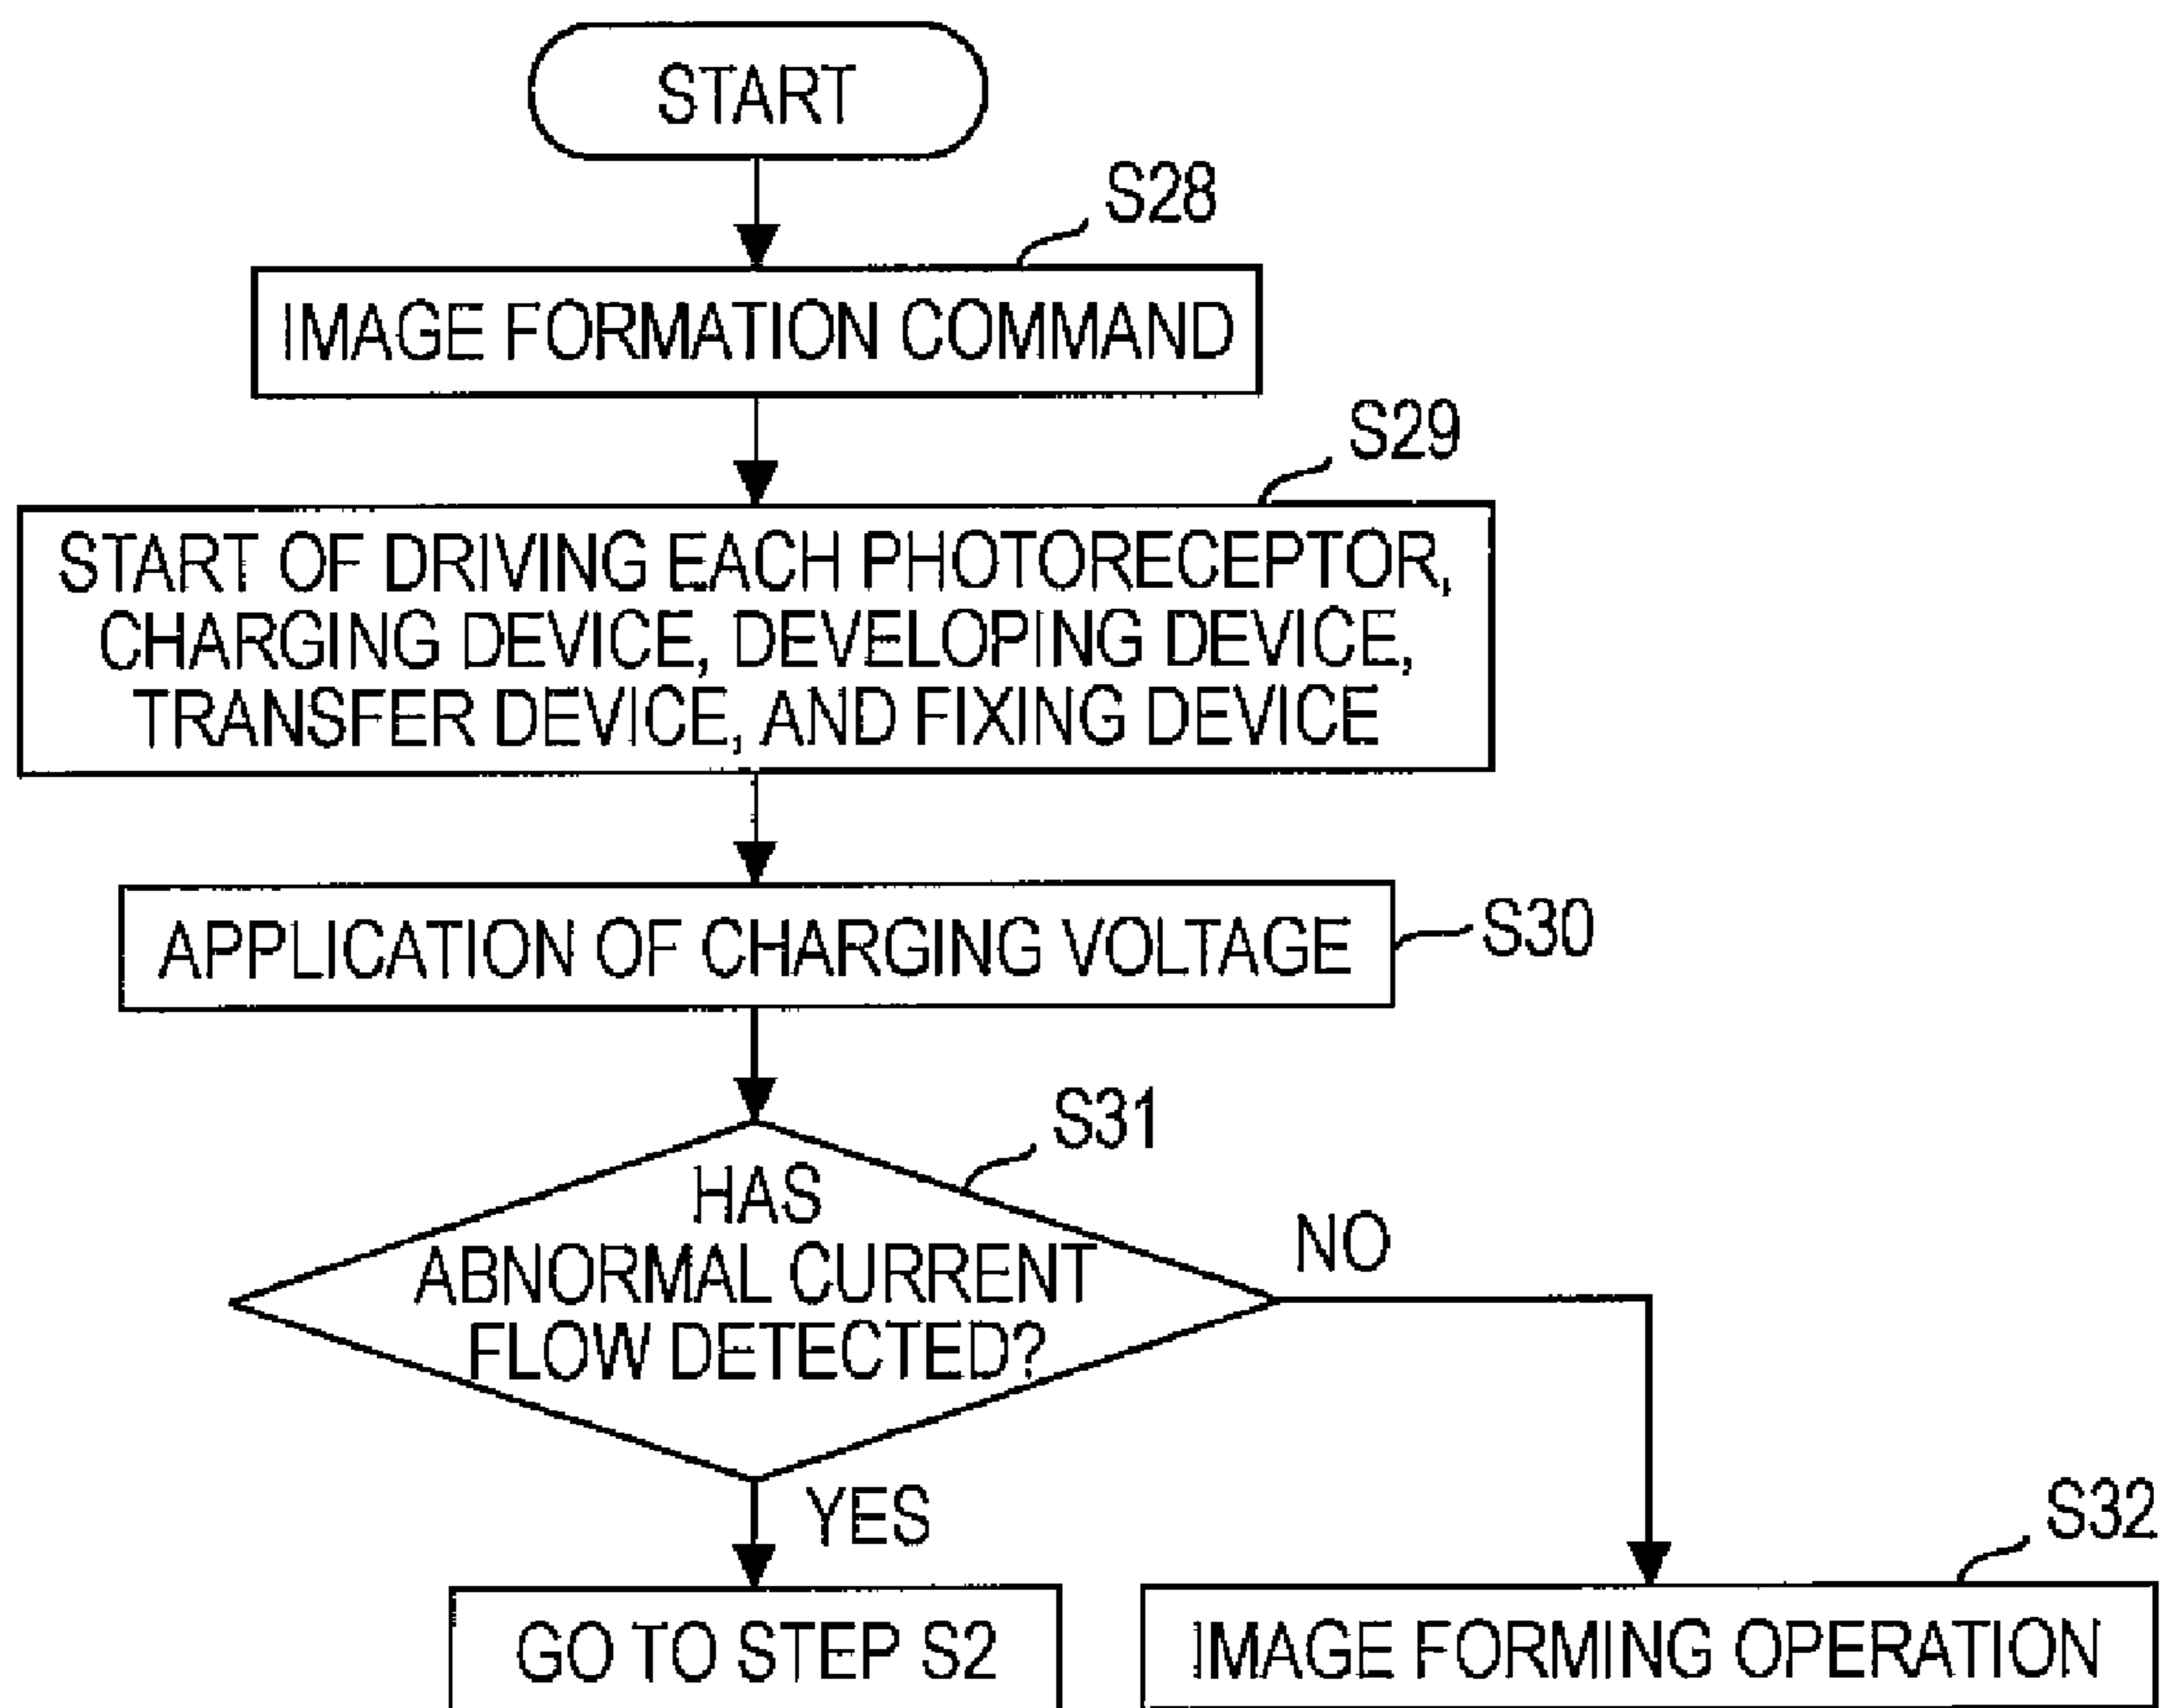 START
S28
IMAGE FORMATION COMMAND
S29
START OF DRIVING EACH PHOTORECEPTOR,
CHARGING DEVICE, DEVELOPING DEVICE,
TRANSFER DEVICE, AND FIXING DEVICE
APPLICATION OF CHARGING VOLTAGE
S30
S31
HAS
ABNORMAL CURRENT
FLOW DETECTED?
NO
YES
S32
GO TO STEP S2
IMAGE FORMING OPERATION